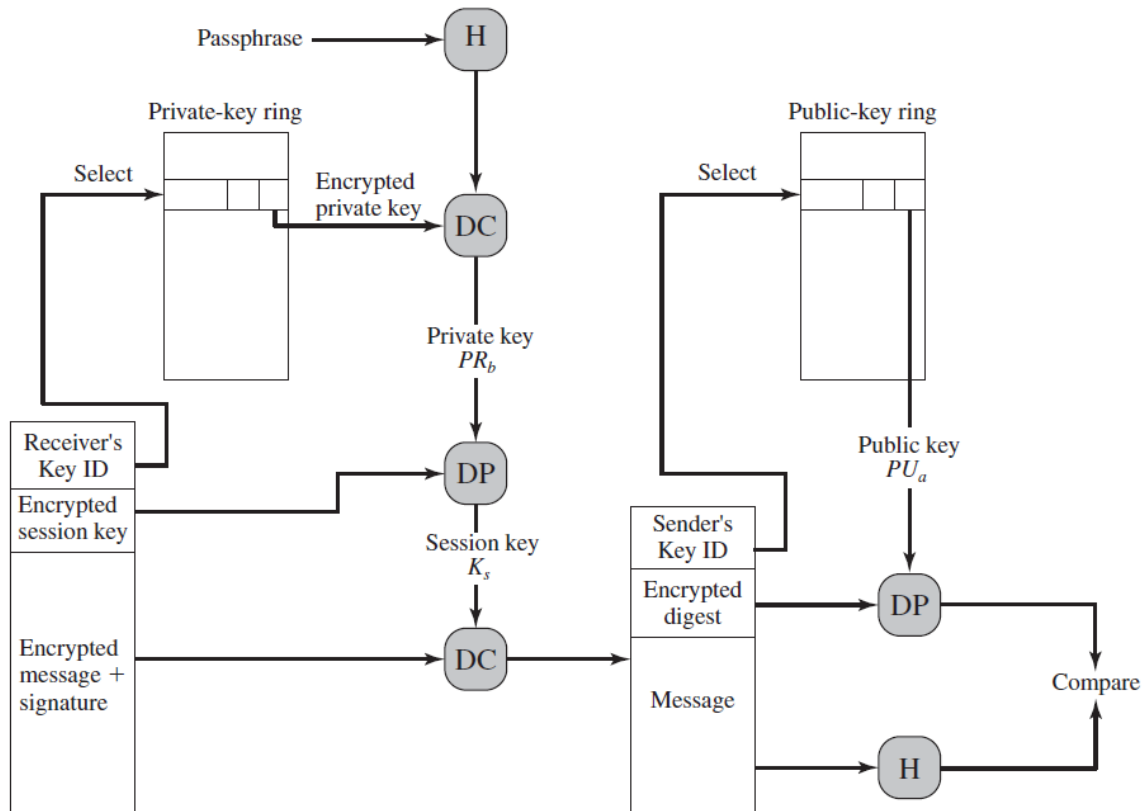 Passphrase
H
Private-key ring
Public-key ring
Select
Encrypted
private key
Select
DC
Private key
PR_b
Receiver's
Key ID
DP
Public key
PU_a
Encrypted
session key
Session key
K_s
Sender's
Key ID
Encrypted
digest
DP
Encrypted
message +
signature
DC
Message
Compare
H